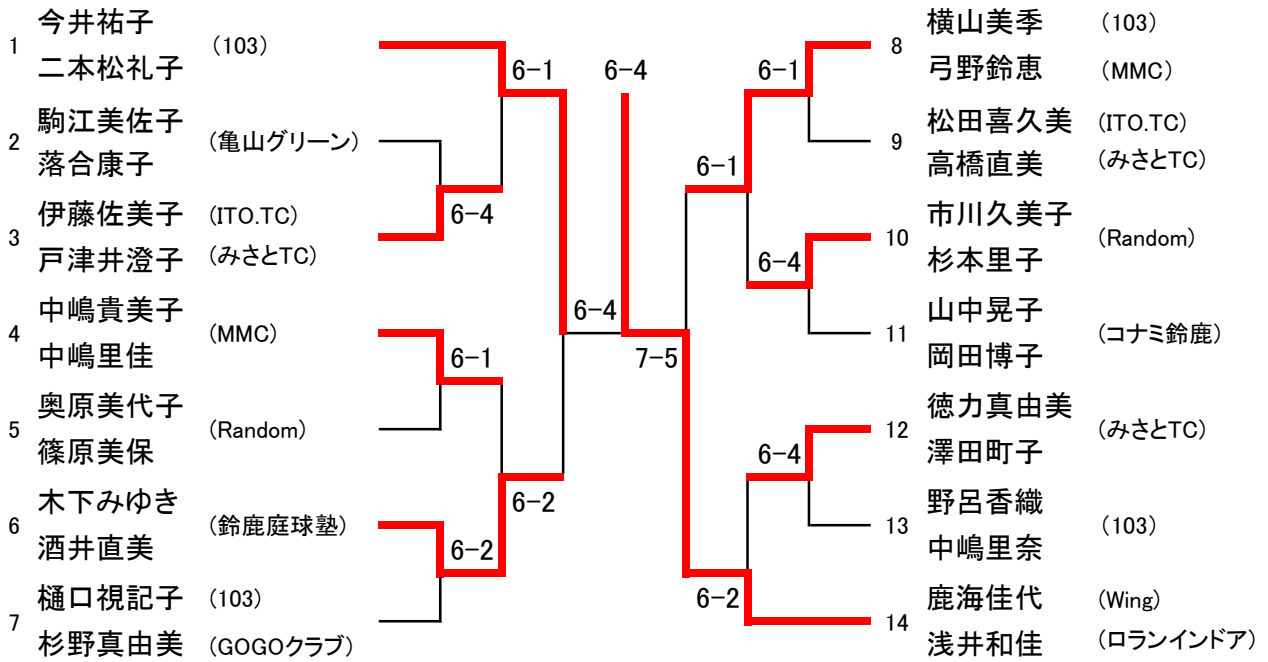 1 今井祐子 (103)
二本松礼子
2 駒江美佐子 (亀山グリーン)
落合康子
3 伊藤佐美子 (ITO.TC)
戸津井澄子 (みさとTC)
4 中嶋貴美子 (MMC)
中嶋里佳
5 奥原美代子 (Random)
篠原美保
6 木下みゆき (鈴鹿庭球塾)
酒井直美
7 樋口視記子 (103)
杉野真由美 (GOGOクラブ)
6-1
6-4
6-1
6-2
6-2
6-4
6-4
7-5
6-1
6-1
6-4
6-4
6-2
8 横山美季 (103)
弓野鈴恵 (MMC)
9 松田喜久美 (ITO.TC)
高橋直美 (みさとTC)
10 市川久美子 (Random)
杉本里子
11 山中晃子 (コナミ鈴鹿)
岡田博子
12 徳力真由美 (みさとTC)
澤田町子
13 野呂香織 (103)
中嶋里奈
14 鹿海佳代 (Wing)
浅井和佳 (ロランインドア)